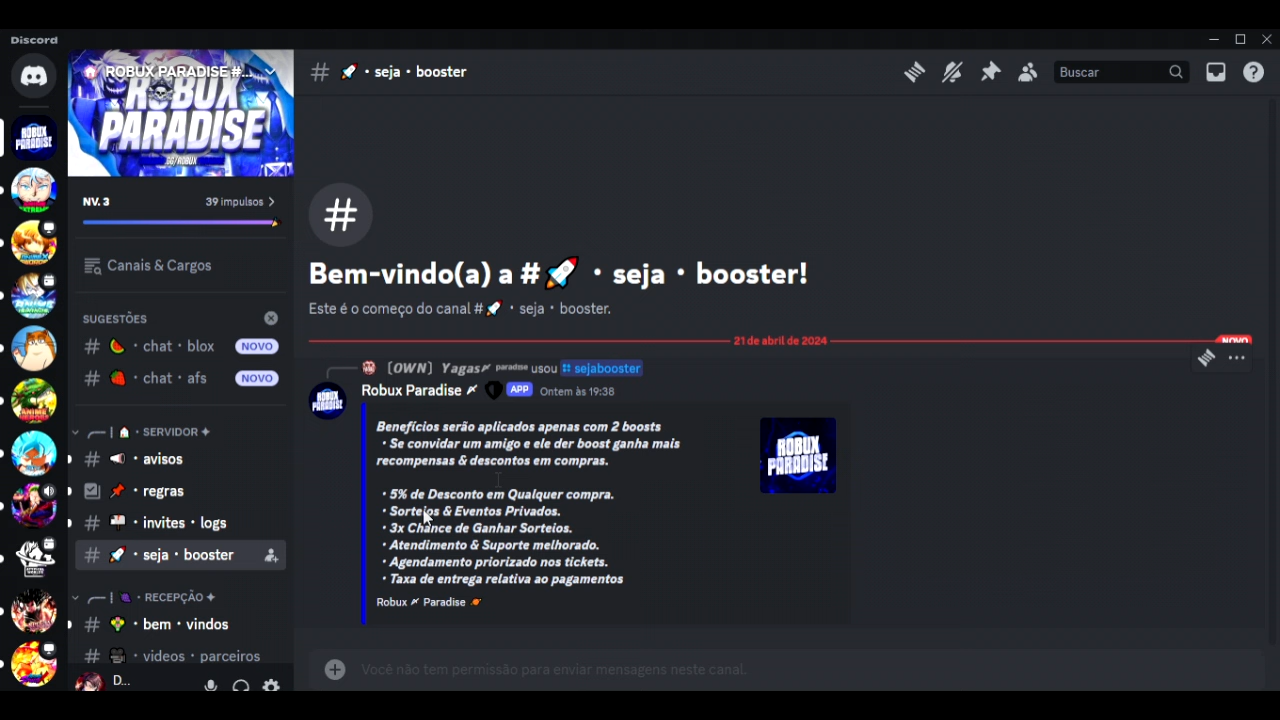 Discord
ROBUX PARADISE #...
ROBUX
PARADISE
.GG/ROBUX
NV. 3
39 impulsos
Canais & Cargos
SUGESTÕES
chat • blox
NOVO
chat • afs
NOVO
• SERVIDOR
• avisos
• regras
• invites • logs
• seja • booster
• RECEPÇÃO
• bem • vindos
• videos • parceiros
D...
# 🚀 • seja • booster
Buscar
#
Bem-vindo(a) a #🚀 • seja • booster!
Este é o começo do canal #🚀 • seja • booster.
21 de abril de 2024
NOVO
[OWN] Yagas paradise usou sejabooster
Robux Paradise APP Ontem às 19:38
Benefícios serão aplicados apenas com 2 boosts
• Se convidar um amigo e ele der boost ganha mais
recompensas & descontos em compras.
• 5% de Desconto em Qualquer compra.
• Sorteios & Eventos Privados.
• 3x Chance de Ganhar Sorteios.
• Atendimento & Suporte melhorado.
• Agendamento priorizado nos tickets.
• Taxa de entrega relativa ao pagamentos
Robux Paradise
ROBUX
PARADISE
Você não tem permissão para enviar mensagens neste canal.